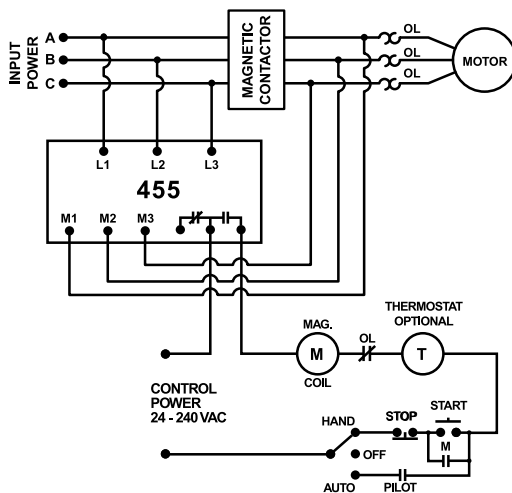 A
B
C
INPUT
POWER
MAGNETIC
CONTACTOR
OL
OL
OL
MOTOR
L1 L2 L3
455
M1 M2 M3
MAG.
M
COIL
OL
THERMOSTAT
OPTIONAL
T
CONTROL
POWER
24 - 240 VAC
HAND
OFF
AUTO
STOP
START
M
PILOT